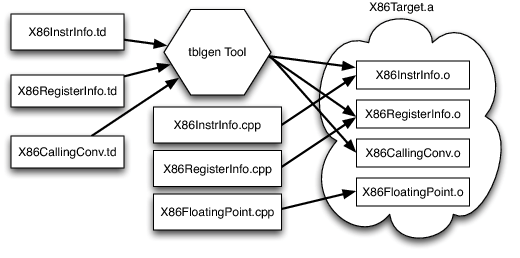 X86Target.a
X86InstrInfo.td
X86RegisterInfo.td
X86CallingConv.td
tblgen Tool
X86InstrInfo.cpp
X86RegisterInfo.cpp
X86FloatingPoint.cpp
X86InstrInfo.o
X86RegisterInfo.o
X86CallingConv.o
X86FloatingPoint.o